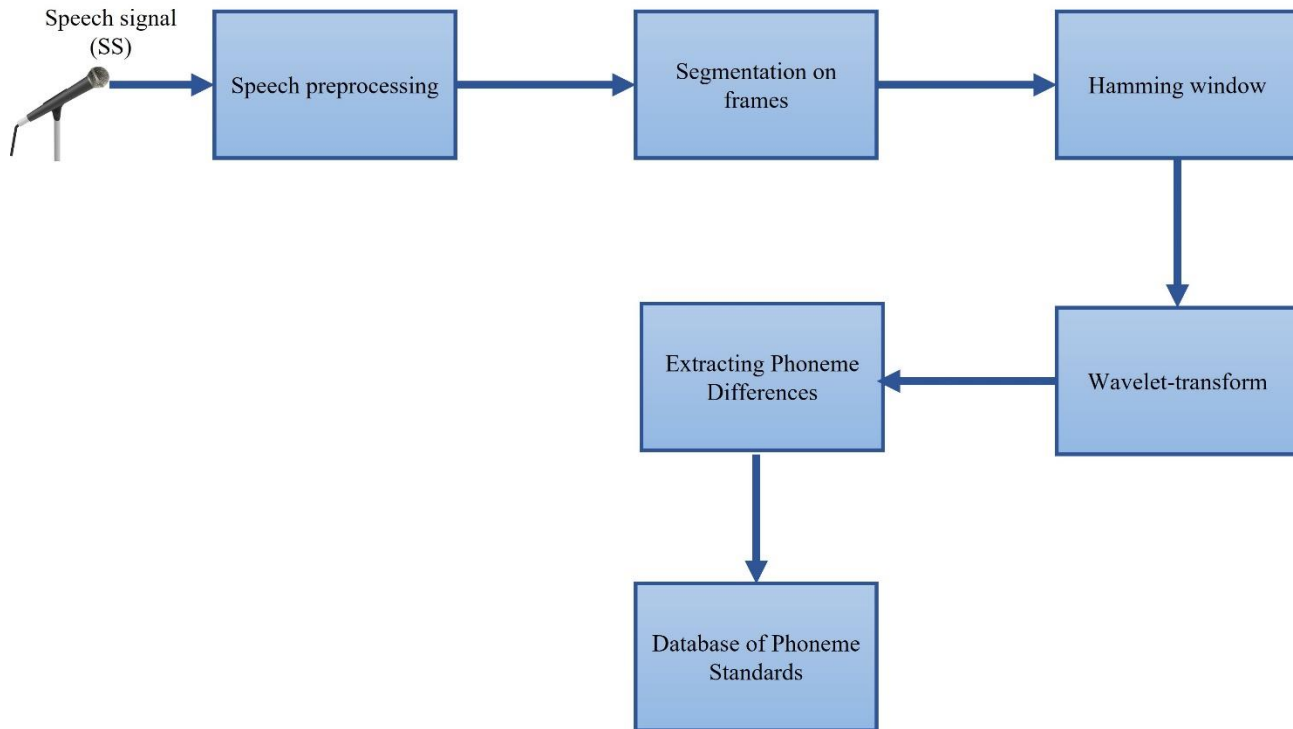 Speech signal
(SS)
Speech preprocessing
Segmentation on
frames
Hamming window
Wavelet-transform
Extracting Phoneme
Differences
Database of Phoneme
Standards